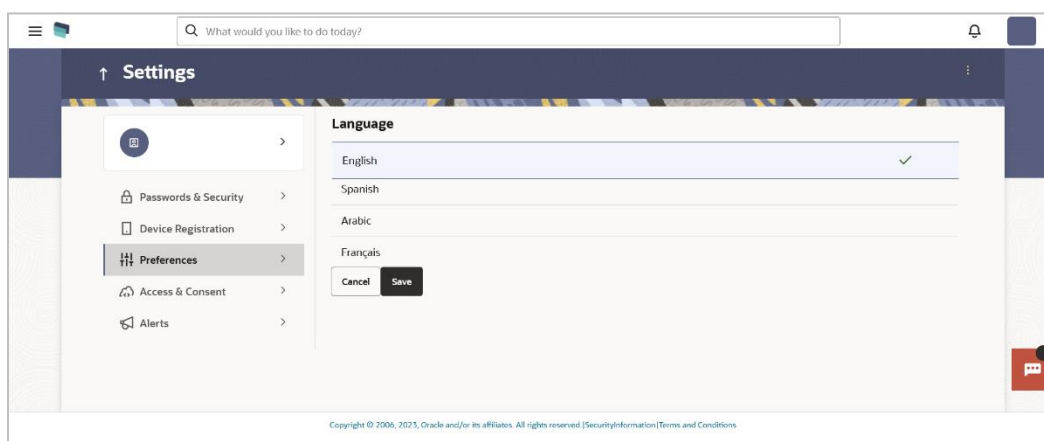 What would you like to do today?
Settings
Passwords & Security
Device Registration
Preferences
Access & Consent
Alerts
Language
English
Spanish
Arabic
Français
Cancel Save
Copyright © 2006, 2023, Oracle and/or its affiliates. All rights reserved.|SecurityInformation|Terms and Conditions